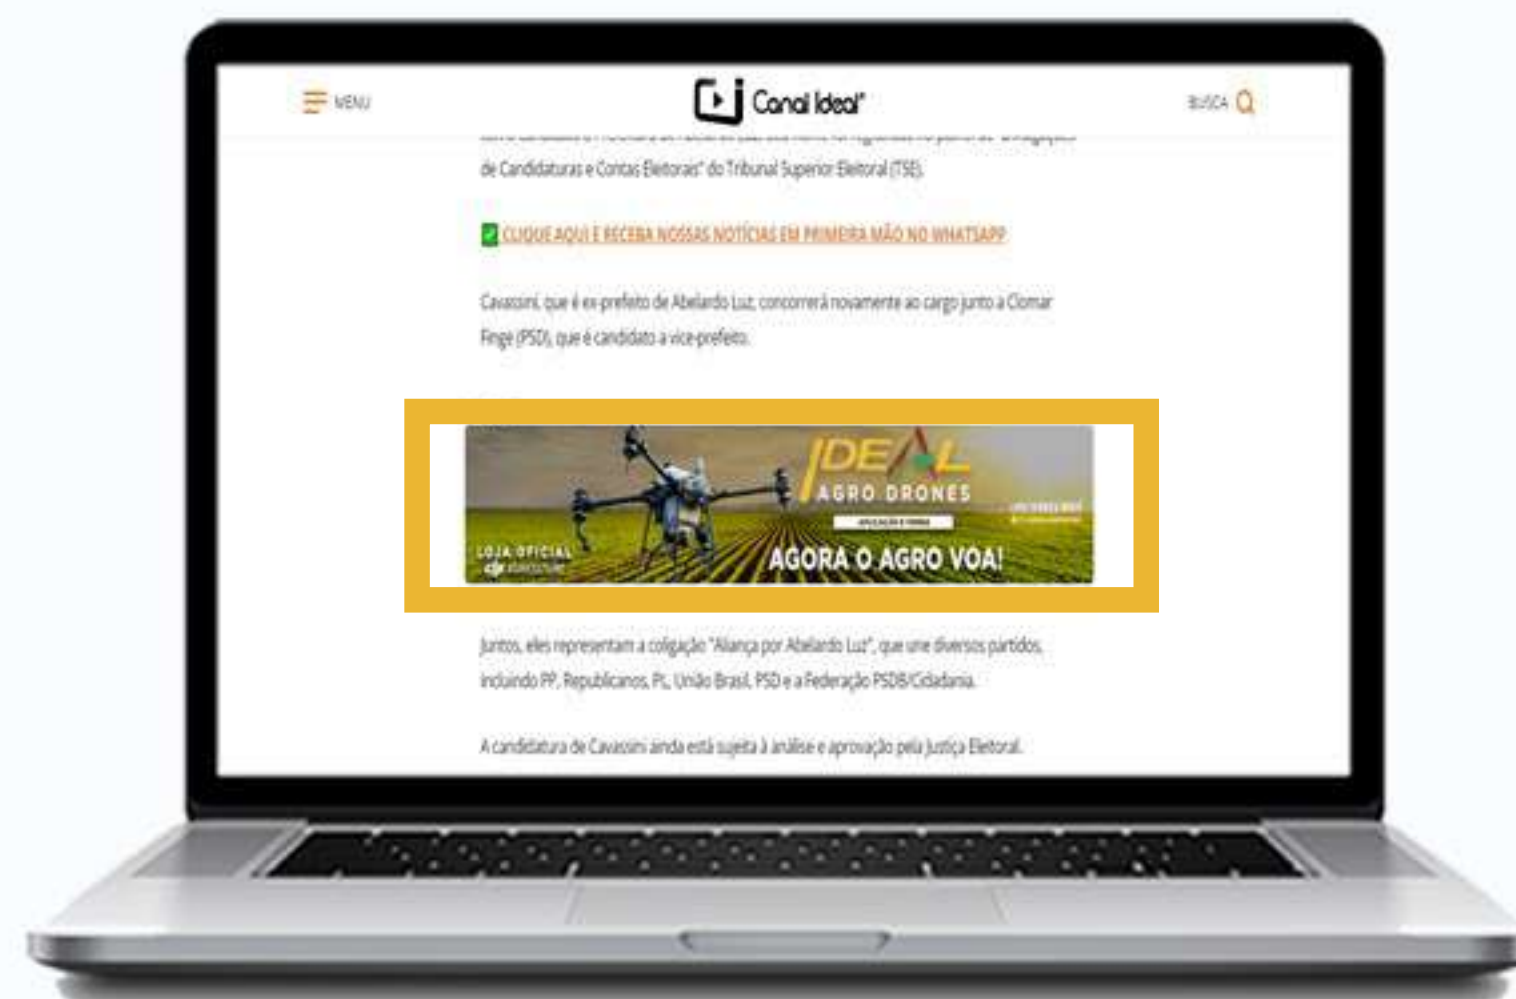 MENU
Canal Ideal
BUSCA
de Candidaturas e Contas Eleitorais" do Tribunal Superior Eleitoral (TSE).
CLIQUE AQUI E RECEBA NOSSAS NOTÍCIAS EM PRIMEIRA MÃO NO WHATSAPP
Cavassini, que é ex-prefeito de Abelardo Luz, concorrerá novamente ao cargo junto a Clomar
Finge (PSD), que é candidato a vice-prefeito.
IDEAL
AGRO DRONES
LOJA OFICIAL
AGORA O AGRO VOA!
Juntos, eles representam a coligação "Aliança por Abelardo Luz", que une diversos partidos,
incluindo PP, Republicanos, PL, União Brasil, PSD e a Federação PSDB/Cidadania.
A candidatura de Cavassini ainda está sujeita à análise e aprovação pela Justiça Eleitoral.